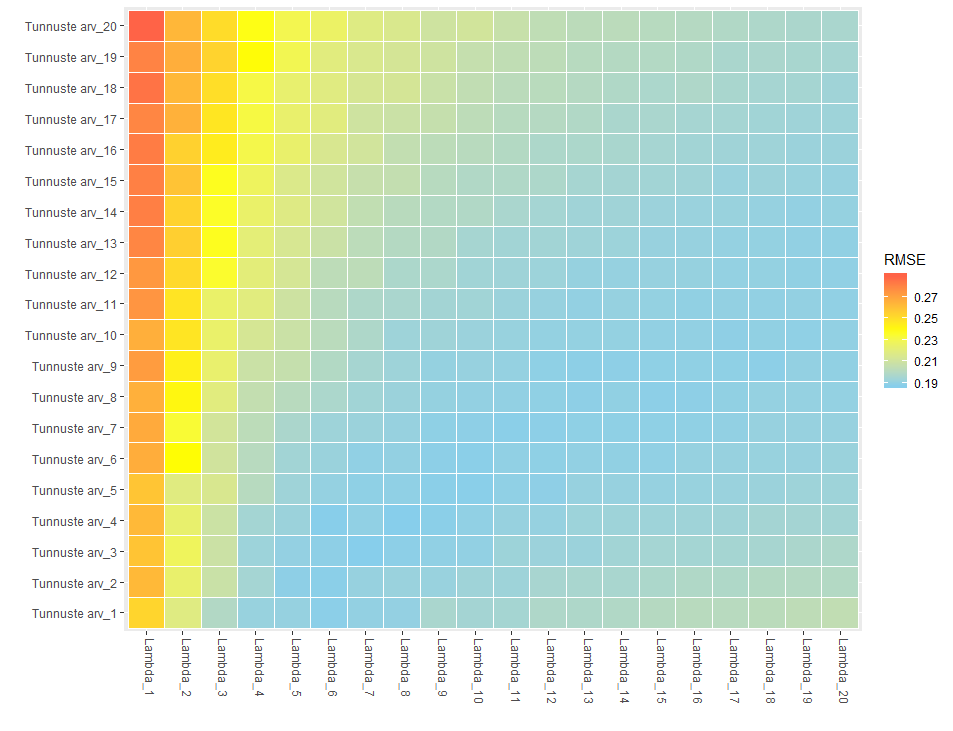 Tunnuste arv_20
Tunnuste arv_19
Tunnuste arv_18
Tunnuste arv_17
Tunnuste arv_16
Tunnuste arv_15
Tunnuste arv_14
Tunnuste arv_13
Tunnuste arv_12
Tunnuste arv_11
Tunnuste arv_10
Tunnuste arv_9
Tunnuste arv_8
Tunnuste arv_7
Tunnuste arv_6
Tunnuste arv_5
Tunnuste arv_4
Tunnuste arv_3
Tunnuste arv_2
Tunnuste arv_1
Lambda_1
Lambda_2
Lambda_3
Lambda_4
Lambda_5
Lambda_6
Lambda_7
Lambda_8
Lambda_9
Lambda_10
Lambda_11
Lambda_12
Lambda_13
Lambda_14
Lambda_15
Lambda_16
Lambda_17
Lambda_18
Lambda_19
Lambda_20
RMSE
0.27
0.25
0.23
0.21
0.19